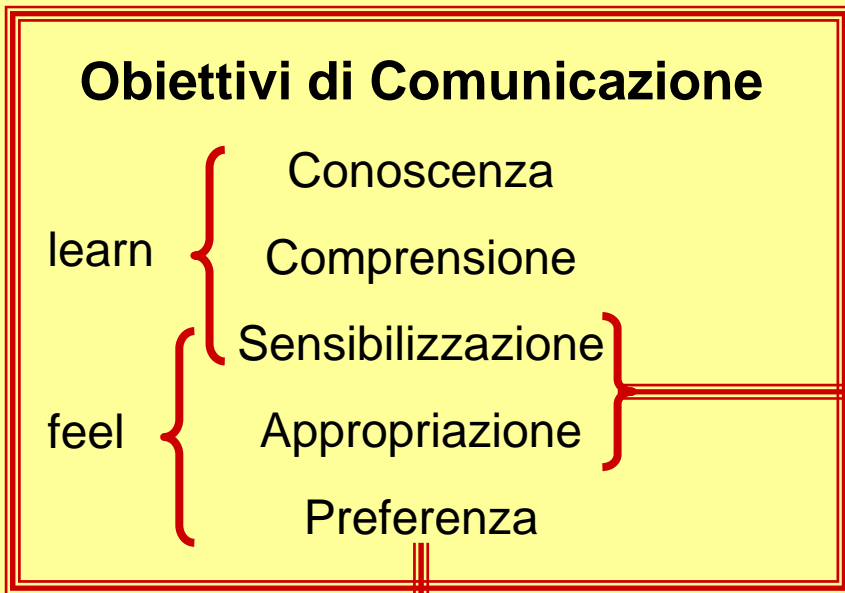 Obiettivi di Comunicazione
Conoscenza
learn
Comprensione
Sensibilizzazione
feel
Appropriazione
Preferenza